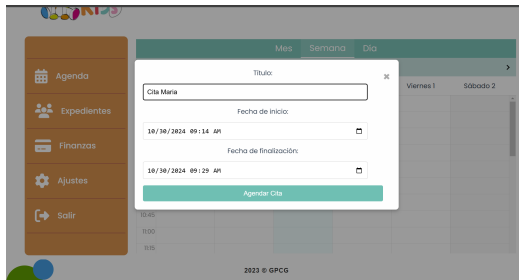 KIDS
Mes Semana Día
Agenda
Expedientes
Finanzas
Ajustes
Salir
Título:
Cita Maria
Fecha de inicio:
10/30/2024 09:14 AM
Fecha de finalización:
10/30/2024 09:29 AM
Agendar Cita
Viernes 1 Sábado 2
10:45
11:00
11:15
2023 © GPCG